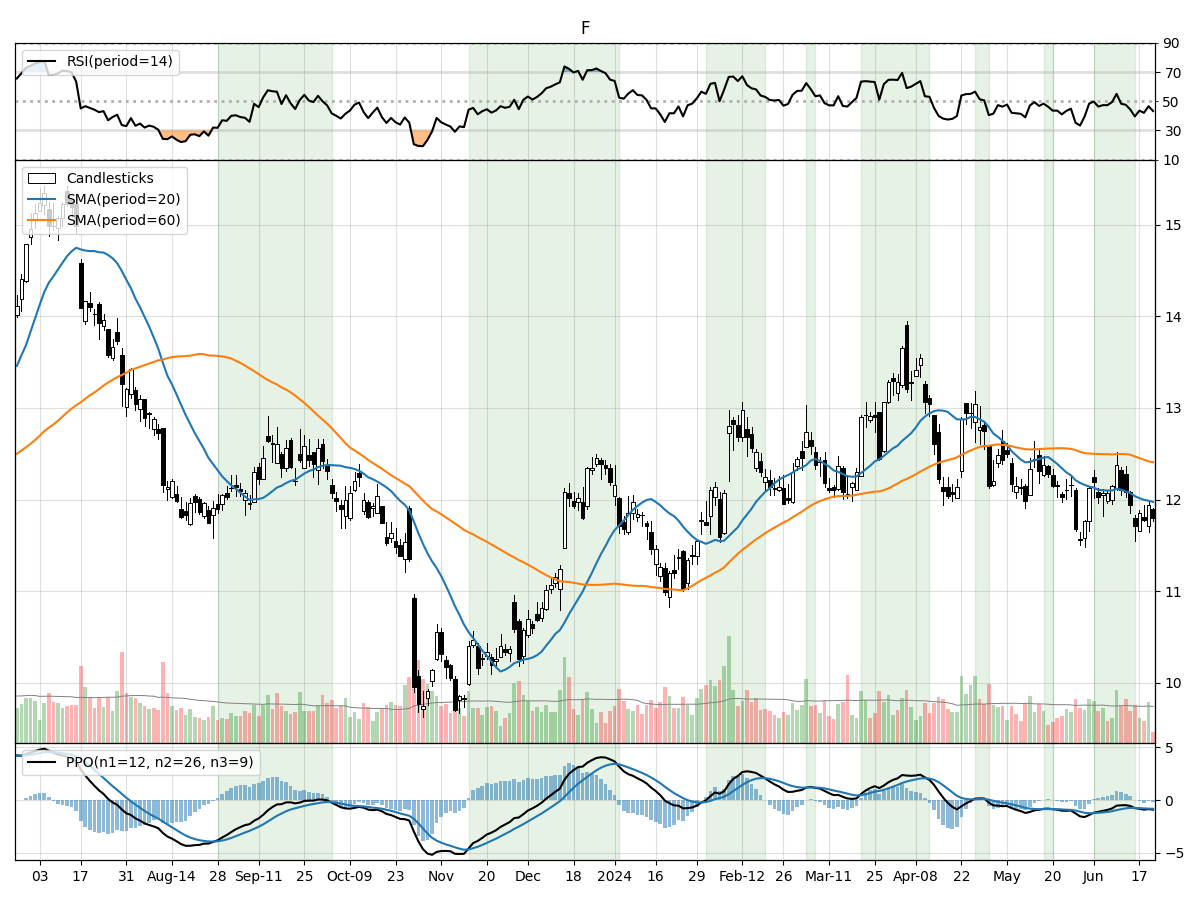 F
RSI(period=14)
90
70
50
30
10
Candlesticks
SMA(period=20)
SMA(period=60)
15
14
13
12
11
10
PPO(n1=12, n2=26, n3=9)
5
0
−5
03 17 31 Aug-14 28 Sep-11 25 Oct-09 23 Nov 20 Dec 18 2024 16 29 Feb-12 26 Mar-11 25 Apr-08 22 May 20 Jun 17